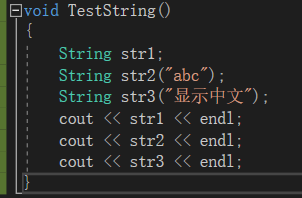 void TestString()
{
    String str1;
    String str2("abc");
    String str3("显示中文");
    cout << str1 << endl;
    cout << str2 << endl;
    cout << str3 << endl;
}